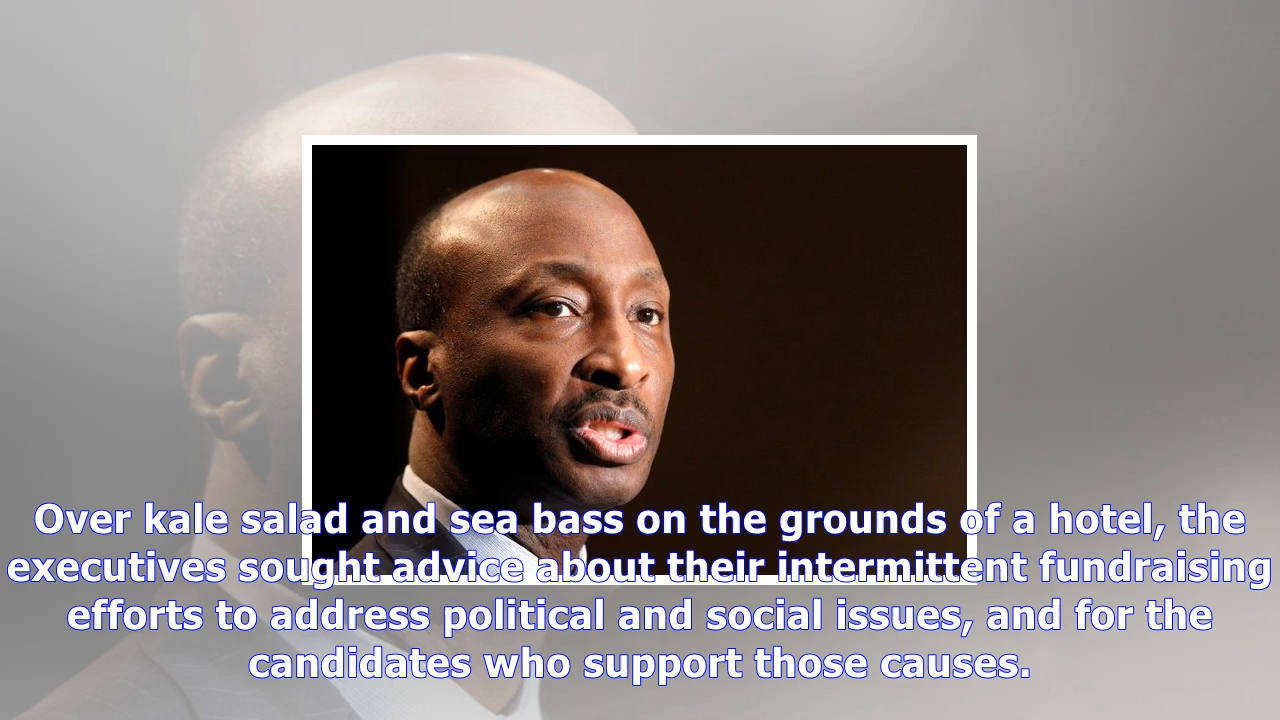 Over kale salad and sea bass on the grounds of a hotel, the
executives sought advice about their intermittent fundraising
efforts to address political and social issues, and for the
candidates who support those causes.